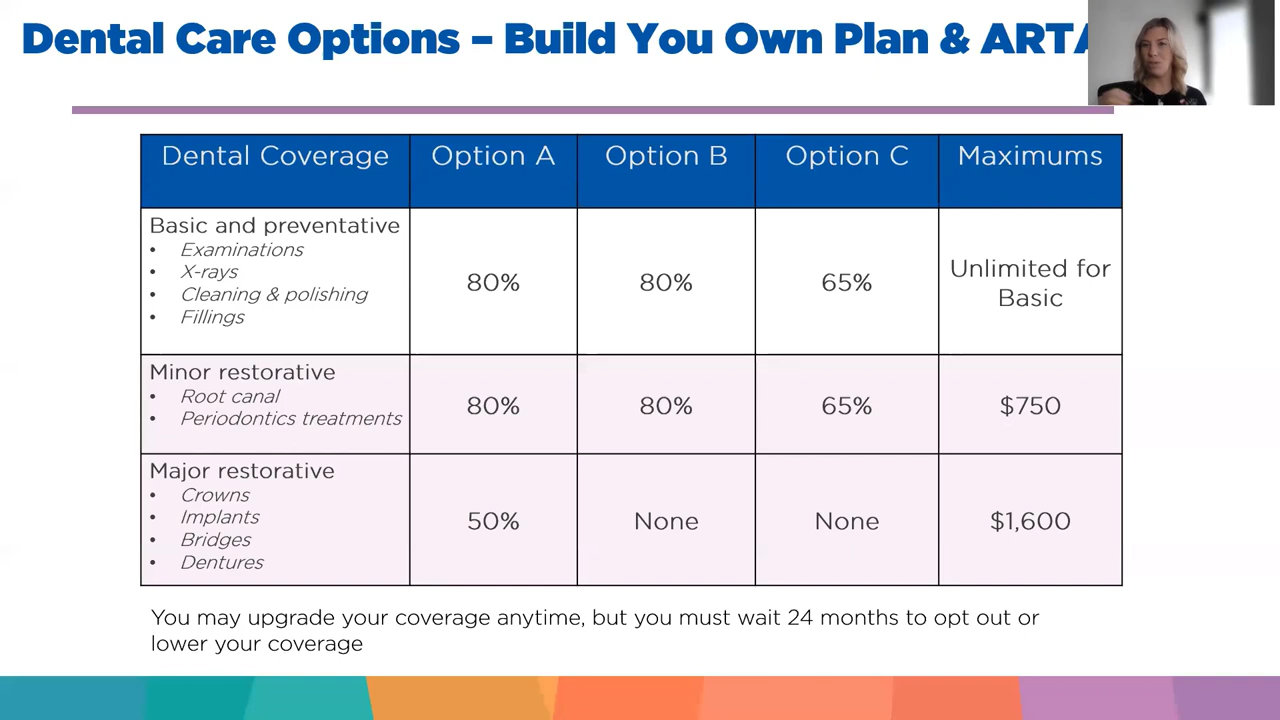 Dental Care Options – Build You Own Plan & ARTA
Dental Coverage Option A Option B Option C Maximums
Basic and preventative
• Examinations
• X-rays
• Cleaning & polishing
• Fillings
80% 80% 65% Unlimited for
Basic
Minor restorative
• Root canal
• Periodontics treatments
80% 80% 65% $750
Major restorative
• Crowns
• Implants
• Bridges
• Dentures
50% None None $1,600
You may upgrade your coverage anytime, but you must wait 24 months to opt out or
lower your coverage